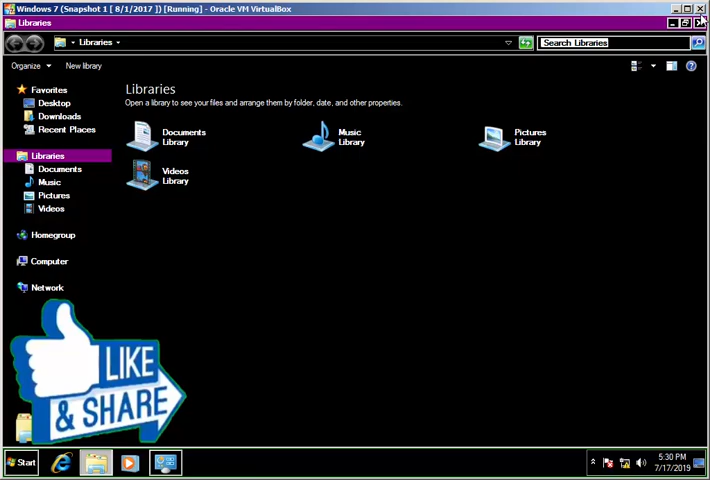 Windows 7 (Snapshot 1 [ 8/1/2017 ]) [Running] - Oracle VM VirtualBox
Libraries
Libraries
Search Libraries
Organize
New library
Favorites
Desktop
Downloads
Recent Places
Libraries
Documents
Music
Pictures
Videos
Homegroup
Computer
Network
Libraries
Open a library to see your files and arrange them by folder, date, and other properties.
Documents
Library
Music
Library
Pictures
Library
Videos
Library
LIKE
& SHARE
Start
5:30 PM
7/17/2019